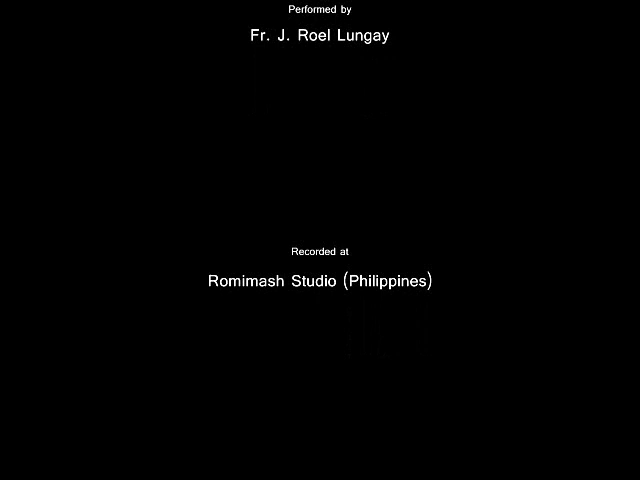 Performed by
Fr. J. Roel Lungay
Recorded at
Romimash Studio (Philippines)